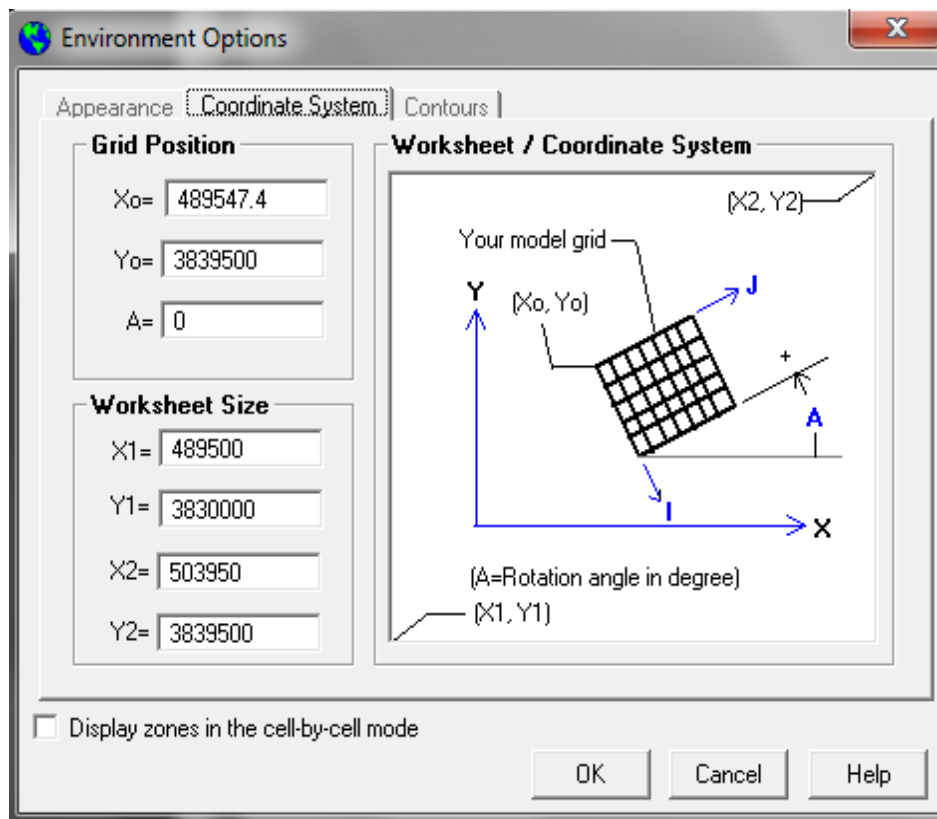 Environment Options
Appearance Coordinate System Contours
Grid Position
Xo= 489547.4
Yo= 3839500
A= 0
Worksheet Size
X1= 489500
Y1= 3830000
X2= 503950
Y2= 3839500
Worksheet / Coordinate System
(X2, Y2)
Your model grid
Y
(Xo, Yo)
J
+
A
I
X
(A=Rotation angle in degree)
(X1, Y1)
Display zones in the cell-by-cell mode
OK Cancel Help